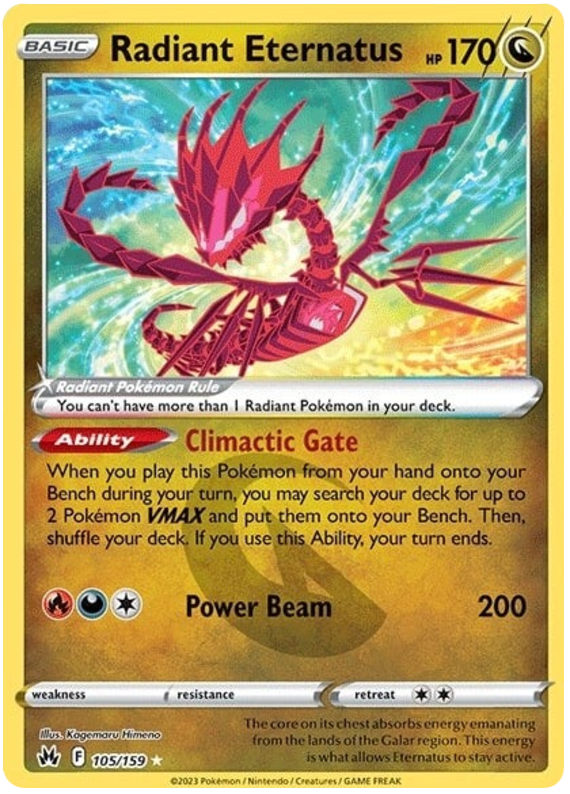 BASIC Radiant Eternatus HP 170
Radiant Pokémon Rule
You can't have more than 1 Radiant Pokémon in your deck.
Ability Climactic Gate
When you play this Pokémon from your hand onto your
Bench during your turn, you may search your deck for up to
2 Pokémon VMAX and put them onto your Bench. Then,
shuffle your deck. If you use this Ability, your turn ends.
Power Beam 200
weakness resistance retreat
Illus. Kagemaru Himeno
F 105/159
The core on its chest absorbs energy emanating
from the lands of the Galar region. This energy
is what allows Eternatus to stay active.
©2023 Pokémon / Nintendo / Creatures / GAME FREAK